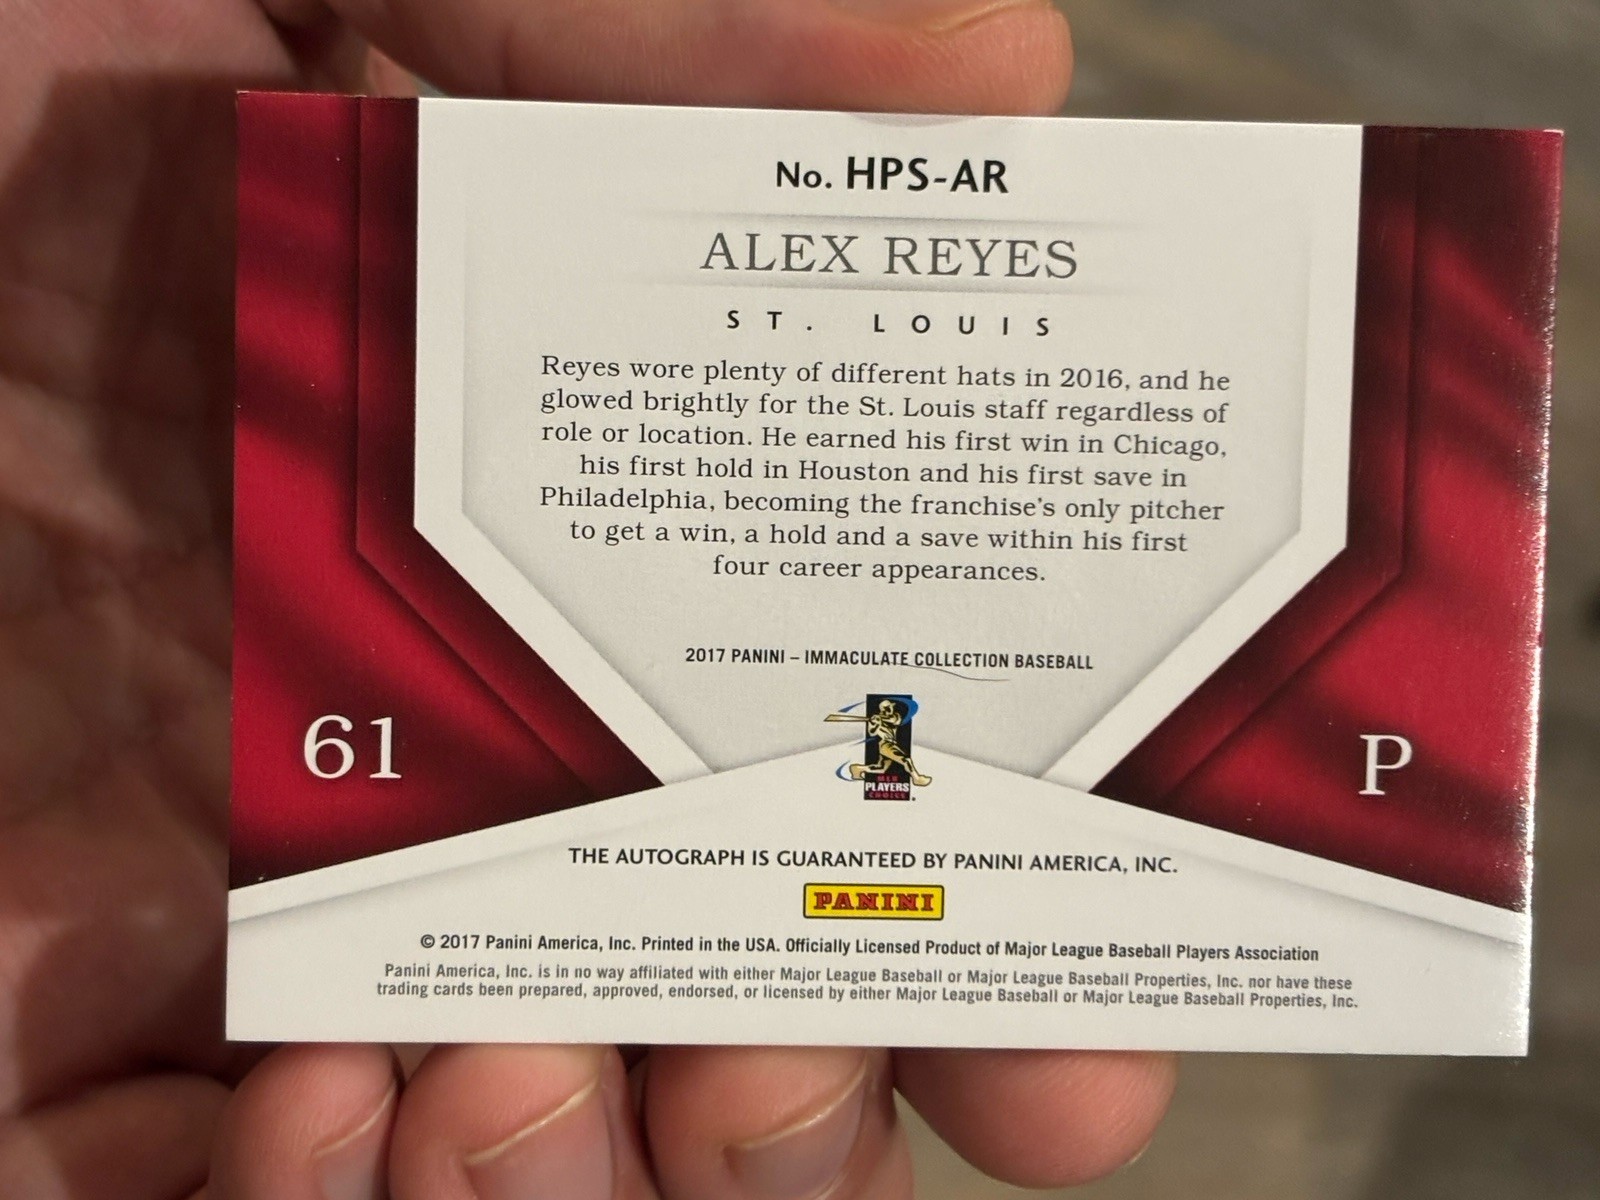 No. HPS-AR
ALEX REYES
ST. LOUIS
Reyes wore plenty of different hats in 2016, and he
glowed brightly for the St. Louis staff regardless of
role or location. He earned his first win in Chicago,
his first hold in Houston and his first save in
Philadelphia, becoming the franchise's only pitcher
to get a win, a hold and a save within his first
four career appearances.
2017 PANINI – IMMACULATE COLLECTION BASEBALL
61
P
MLB
PLAYERS
CHOICE
THE AUTOGRAPH IS GUARANTEED BY PANINI AMERICA, INC.
PANINI
© 2017 Panini America, Inc. Printed in the USA. Officially Licensed Product of Major League Baseball Players Association
Panini America, Inc. is in no way affiliated with either Major League Baseball or Major League Baseball Properties, Inc. nor have these
trading cards been prepared, approved, endorsed, or licensed by either Major League Baseball or Major League Baseball Properties, Inc.